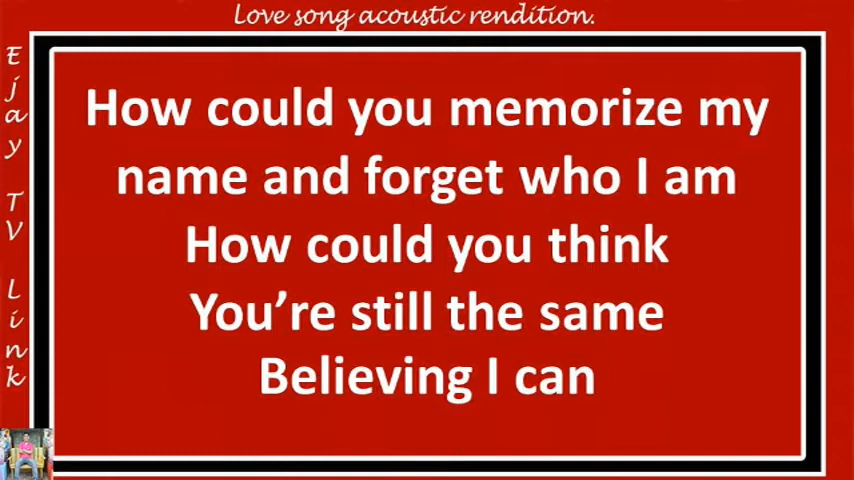 Love song acoustic rendition.
Ejay TV Link
How could you memorize my
name and forget who I am
How could you think
You’re still the same
Believing I can